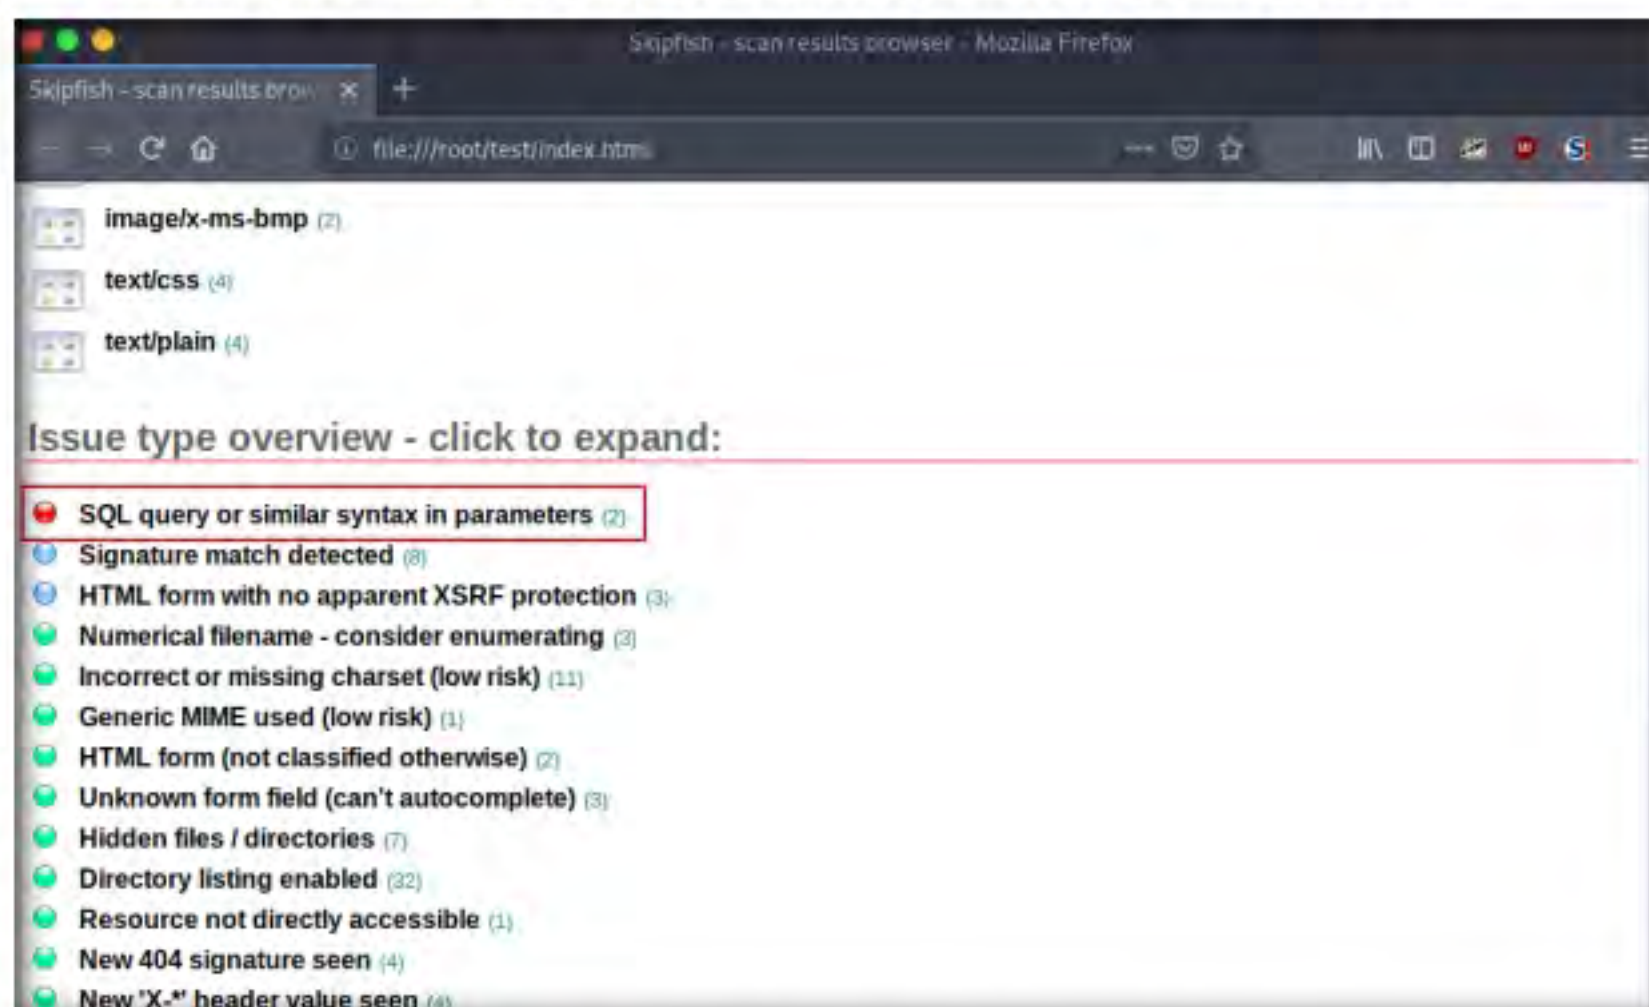 Skipfish - scan results browser - Mozilla Firefox
Skipfish - scan results brow
file:///root/test/index.html
image/x-ms-bmp (2)
text/css (4)
text/plain (4)
Issue type overview - click to expand:
SQL query or similar syntax in parameters (2)
Signature match detected (8)
HTML form with no apparent XSRF protection (3)
Numerical filename - consider enumerating (3)
Incorrect or missing charset (low risk) (11)
Generic MIME used (low risk) (1)
HTML form (not classified otherwise) (2)
Unknown form field (can't autocomplete) (3)
Hidden files / directories (7)
Directory listing enabled (32)
Resource not directly accessible (1)
New 404 signature seen (4)
New 'X-*' header value seen